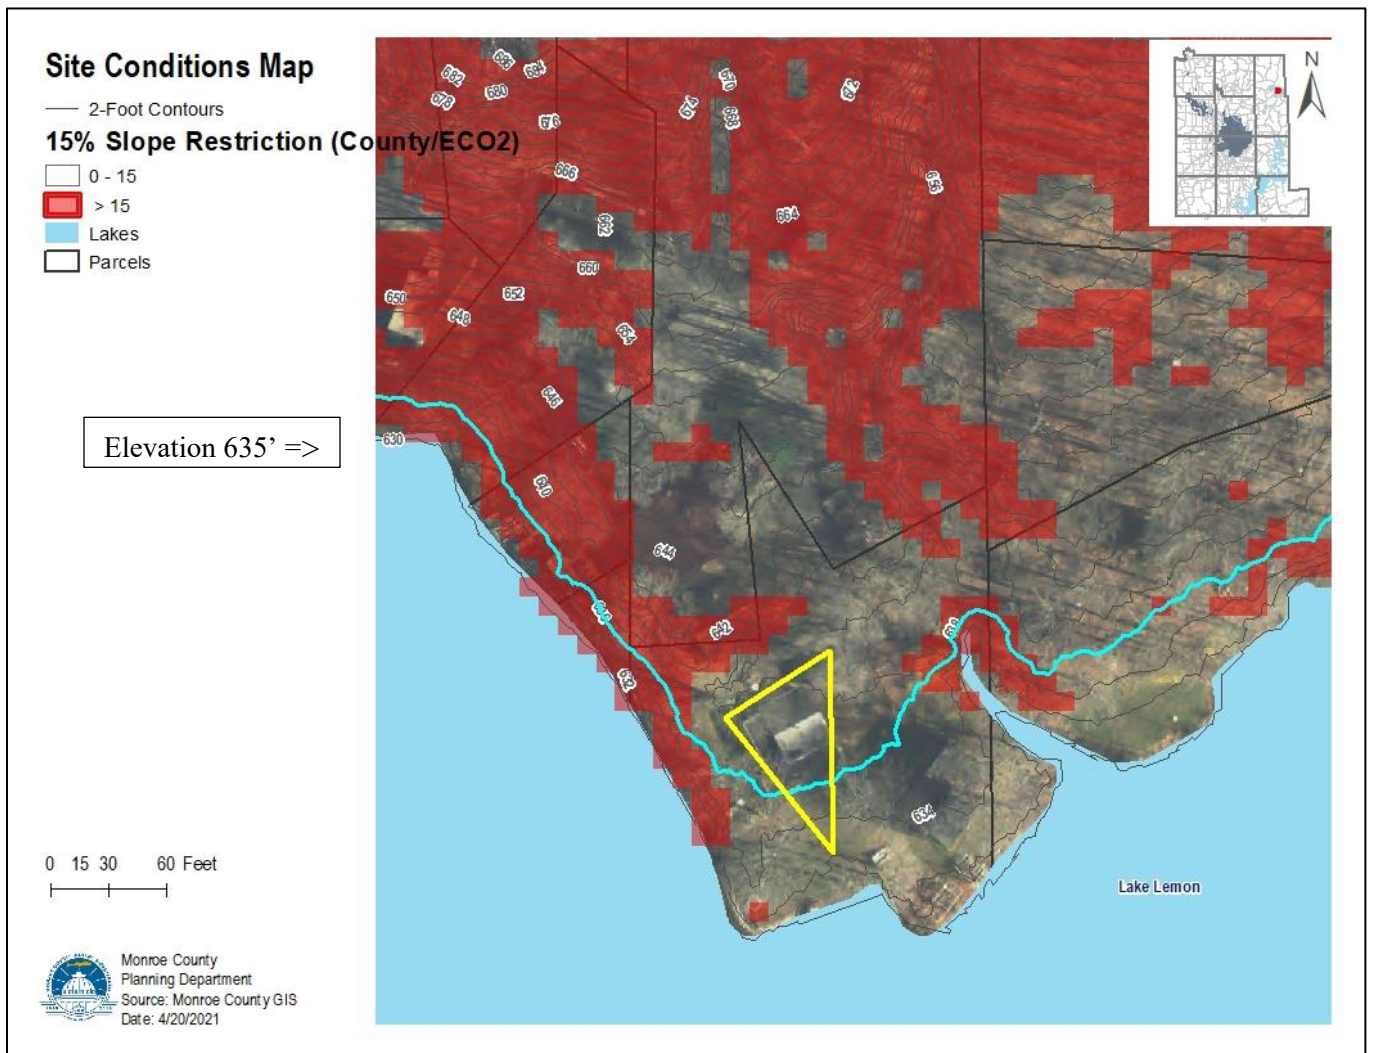 Site Conditions Map
2-Foot Contours
15% Slope Restriction (County/ECO2)
0 - 15
> 15
Lakes
Parcels
N
682
686
694
678
680
676
674
670
668
672
666
656
662
664
660
652
650
648
654
646
Elevation 635’ =>
630
640
644
642
632
634
0 15 30 60 Feet
Lake Lemon
Monroe County
Planning Department
Source: Monroe County GIS
Date: 4/20/2021